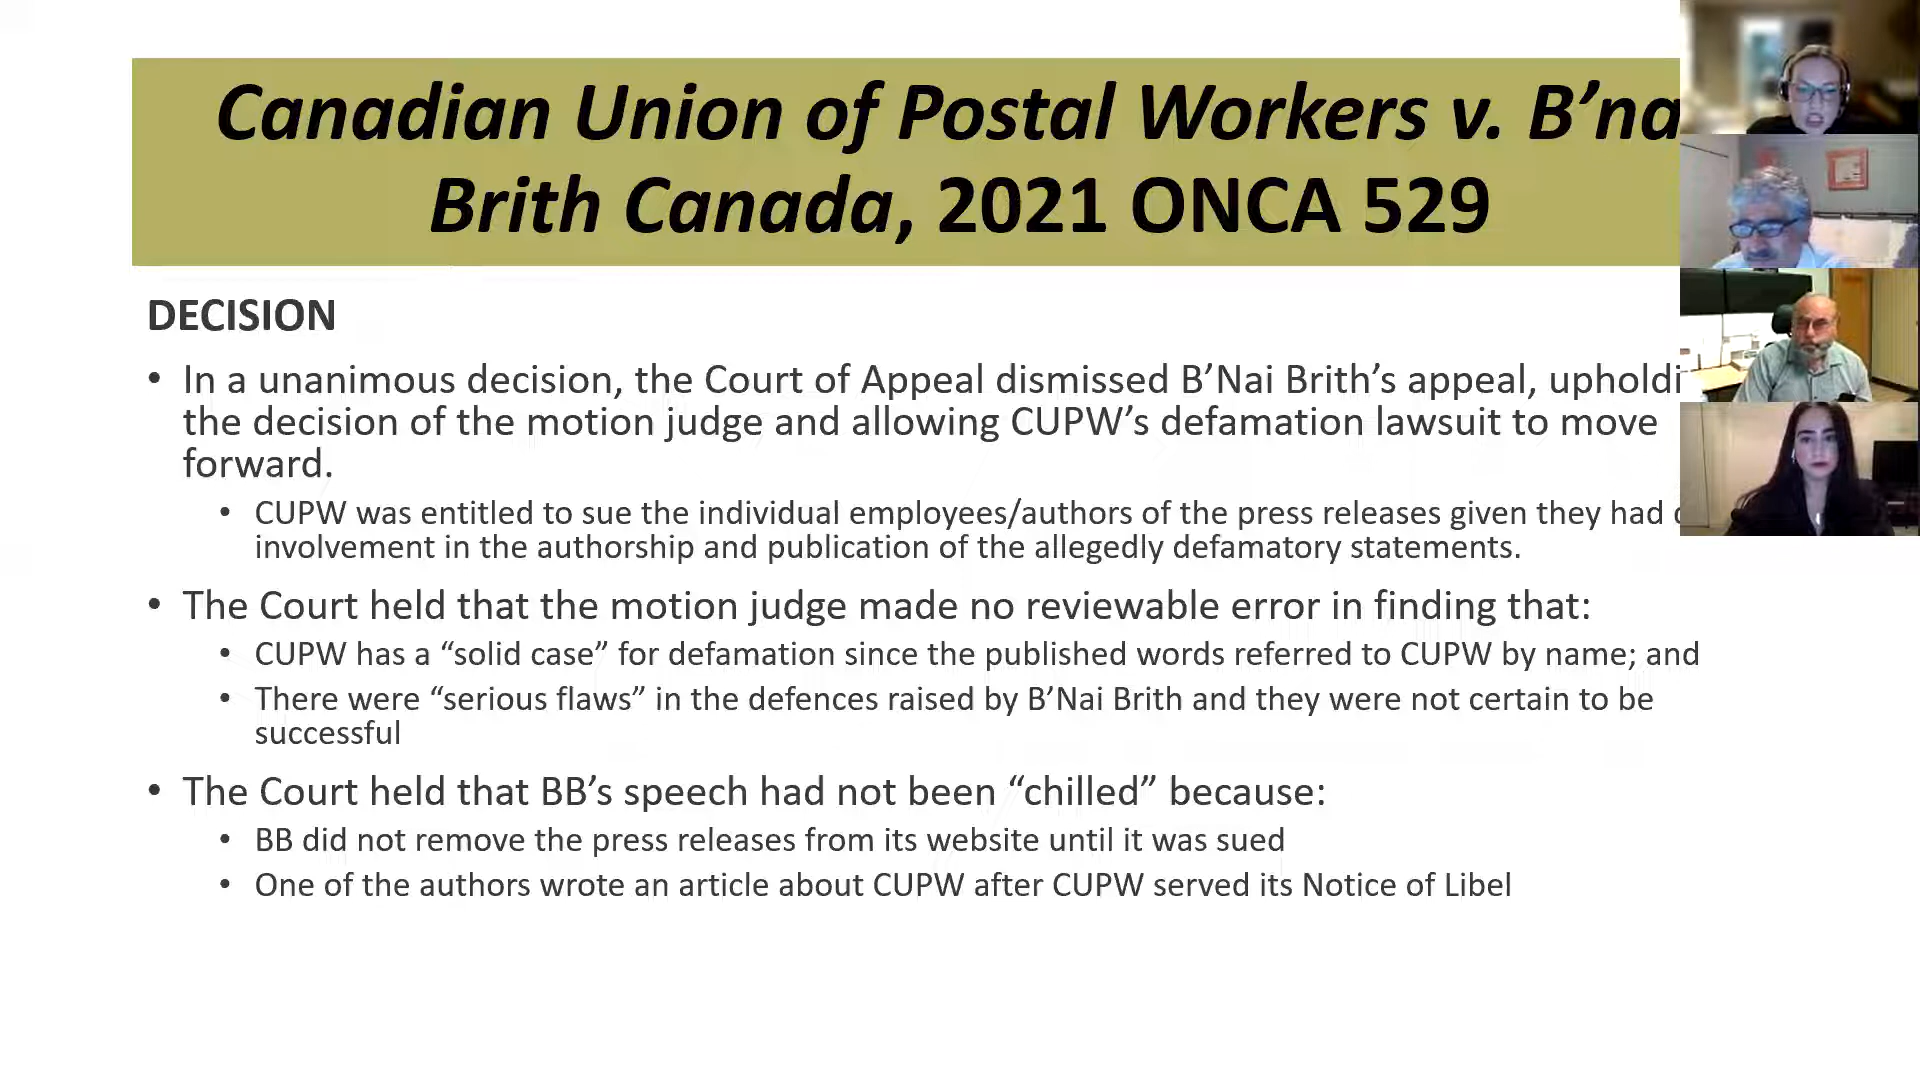 Canadian Union of Postal Workers v. B’na
Brith Canada, 2021 ONCA 529
DECISION
• In a unanimous decision, the Court of Appeal dismissed B’Nai Brith’s appeal, upholdi
the decision of the motion judge and allowing CUPW’s defamation lawsuit to move
forward.
• CUPW was entitled to sue the individual employees/authors of the press releases given they had
involvement in the authorship and publication of the allegedly defamatory statements.
• The Court held that the motion judge made no reviewable error in finding that:
• CUPW has a “solid case” for defamation since the published words referred to CUPW by name; and
• There were “serious flaws” in the defences raised by B’Nai Brith and they were not certain to be
successful
• The Court held that BB’s speech had not been “chilled” because:
• BB did not remove the press releases from its website until it was sued
• One of the authors wrote an article about CUPW after CUPW served its Notice of Libel